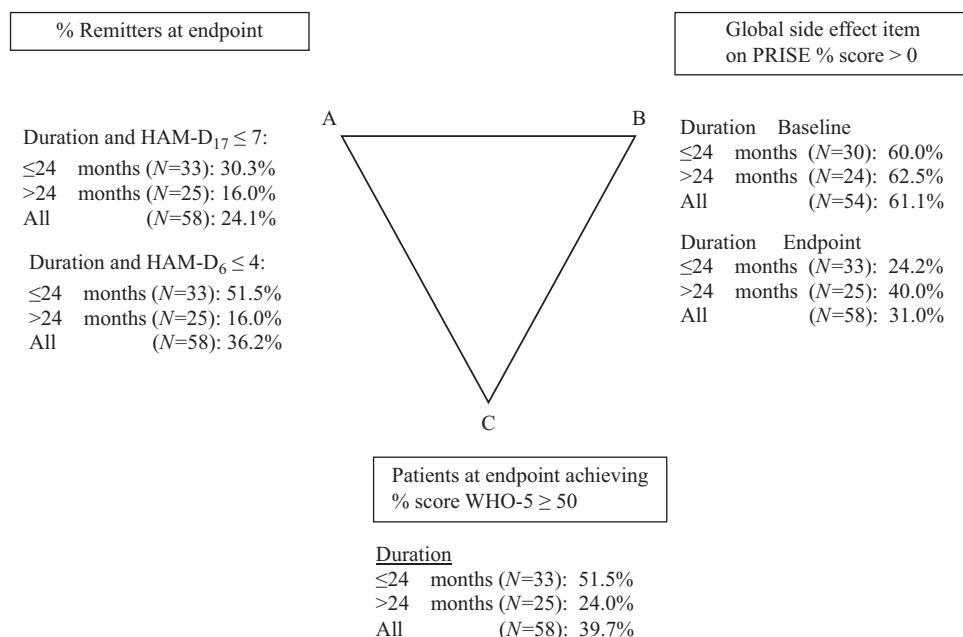 % Remitters at endpoint
Global side effect item
on PRISE % score > 0
A
B
Duration and HAM-D₁₇ ≤ 7:
≤24 months (N=33): 30.3%
>24 months (N=25): 16.0%
All (N=58): 24.1%
Duration and HAM-D₆ ≤ 4:
≤24 months (N=33): 51.5%
>24 months (N=25): 16.0%
All (N=58): 36.2%
Duration Baseline
≤24 months (N=30): 60.0%
>24 months (N=24): 62.5%
All (N=54): 61.1%
Duration Endpoint
≤24 months (N=33): 24.2%
>24 months (N=25): 40.0%
All (N=58): 31.0%
C
Patients at endpoint achieving
% score WHO-5 ≥ 50
Duration
≤24 months (N=33): 51.5%
>24 months (N=25): 24.0%
All (N=58): 39.7%